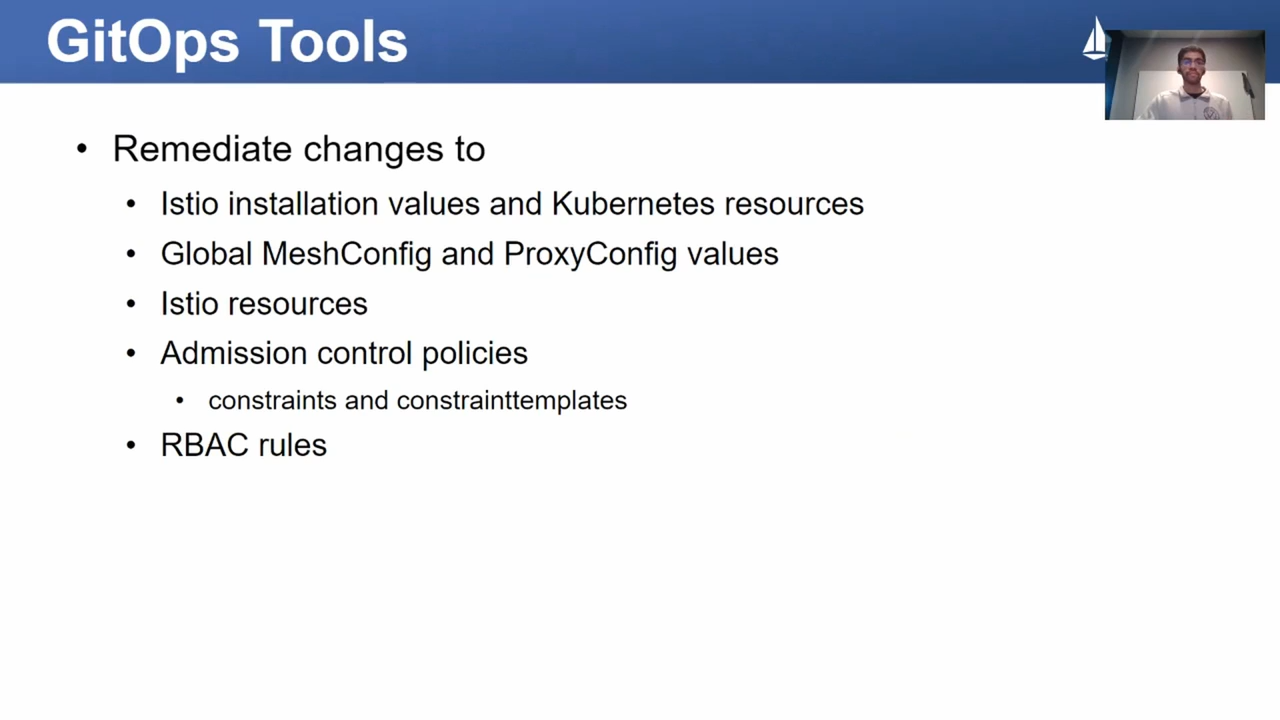 GitOps Tools
• Remediate changes to
• Istio installation values and Kubernetes resources
• Global MeshConfig and ProxyConfig values
• Istio resources
• Admission control policies
• constraints and constrainttemplates
• RBAC rules